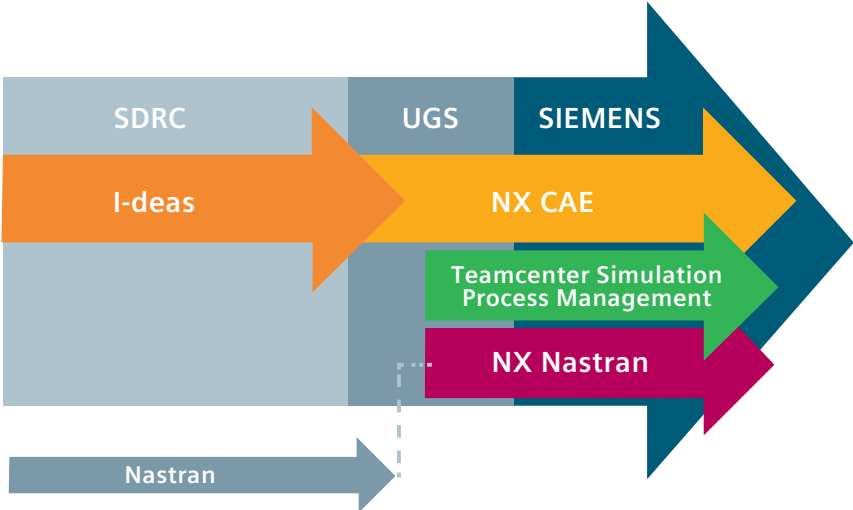 SDRC
UGS
SIEMENS
I-deas
NX CAE
Teamcenter Simulation
Process Management
NX Nastran
Nastran